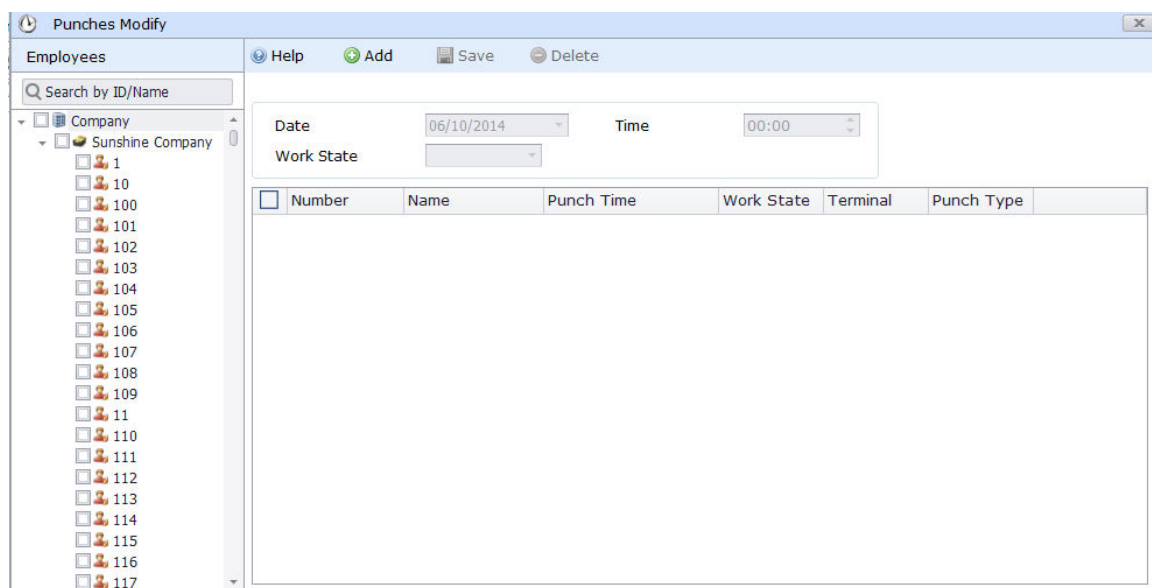 Punches Modify
Employees
Help Add Save Delete
Search by ID/Name
Company
Sunshine Company
1
10
100
101
102
103
104
105
106
107
108
109
11
110
111
112
113
114
115
116
117
Date 06/10/2014 Time 00:00
Work State
Number Name Punch Time Work State Terminal Punch Type